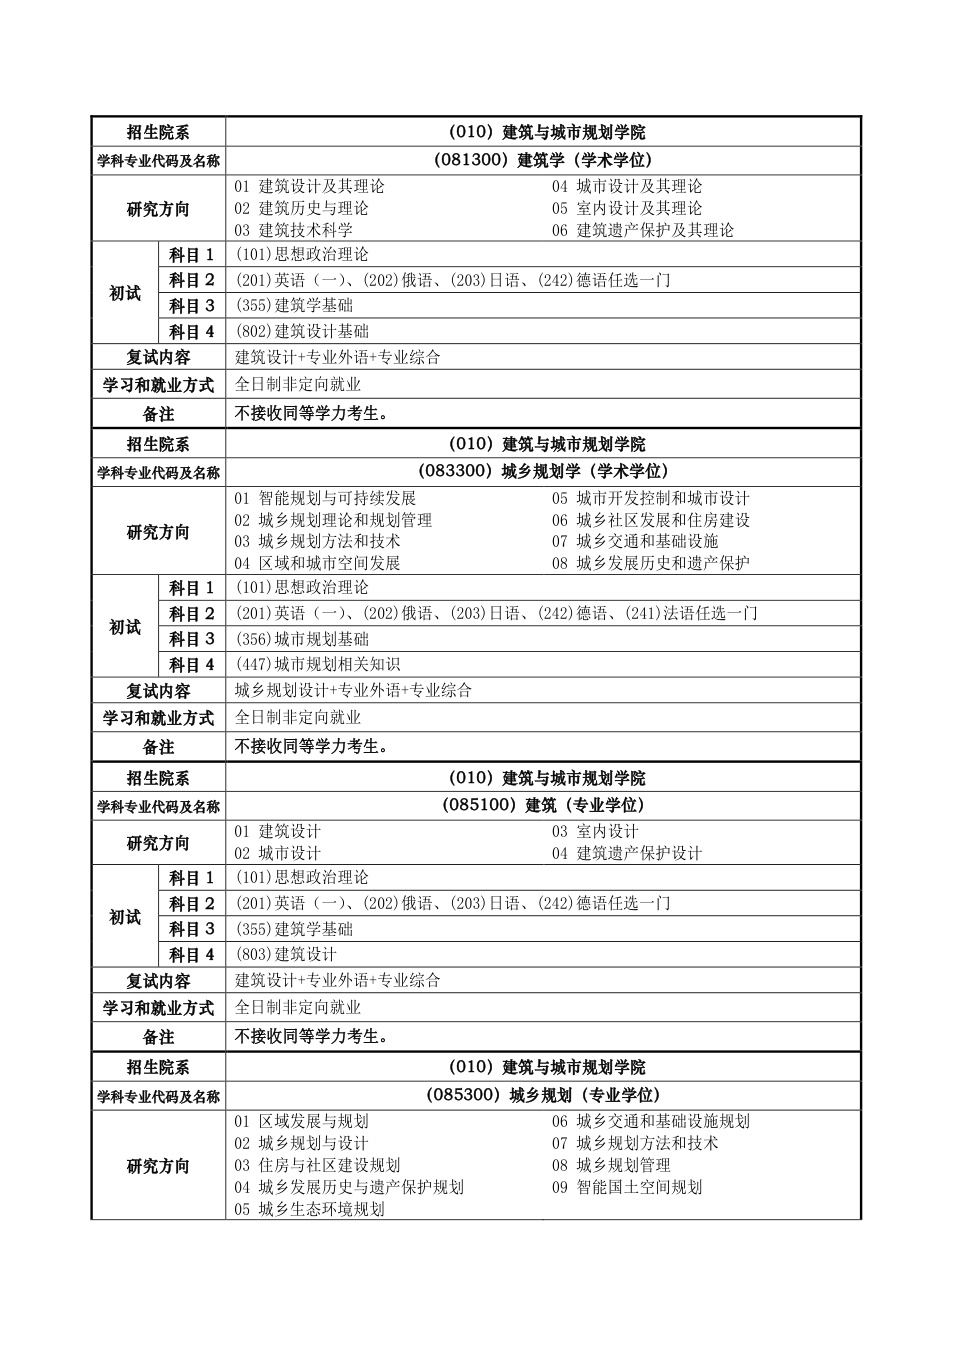 招生院系 （010）建筑与城市规划学院
学科专业代码及名称 （081300）建筑学（学术学位）
研究方向
01 建筑设计及其理论 04 城市设计及其理论
02 建筑历史与理论 05 室内设计及其理论
03 建筑技术科学 06 建筑遗产保护及其理论
初试
科目 1 (101)思想政治理论
科目 2 (201)英语（一）、(202)俄语、(203)日语、(242)德语任选一门
科目 3 (355)建筑学基础
科目 4 (802)建筑设计基础
复试内容 建筑设计+专业外语+专业综合
学习和就业方式 全日制非定向就业
备注 不接收同等学力考生。
招生院系 （010）建筑与城市规划学院
学科专业代码及名称 （083300）城乡规划学（学术学位）
研究方向
01 智能规划与可持续发展 05 城市开发控制和城市设计
02 城乡规划理论和规划管理 06 城乡社区发展和住房建设
03 城乡规划方法和技术 07 城乡交通和基础设施
04 区域和城市空间发展 08 城乡发展历史和遗产保护
初试
科目 1 (101)思想政治理论
科目 2 (201)英语（一）、(202)俄语、(203)日语、(242)德语、(241)法语任选一门
科目 3 (356)城市规划基础
科目 4 (447)城市规划相关知识
复试内容 城乡规划设计+专业外语+专业综合
学习和就业方式 全日制非定向就业
备注 不接收同等学力考生。
招生院系 （010）建筑与城市规划学院
学科专业代码及名称 （085100）建筑（专业学位）
研究方向
01 建筑设计 03 室内设计
02 城市设计 04 建筑遗产保护设计
初试
科目 1 (101)思想政治理论
科目 2 (201)英语（一）、(202)俄语、(203)日语、(242)德语任选一门
科目 3 (355)建筑学基础
科目 4 (803)建筑设计
复试内容 建筑设计+专业外语+专业综合
学习和就业方式 全日制非定向就业
备注 不接收同等学力考生。
招生院系 （010）建筑与城市规划学院
学科专业代码及名称 （085300）城乡规划（专业学位）
研究方向
01 区域发展与规划 06 城乡交通和基础设施规划
02 城乡规划与设计 07 城乡规划方法和技术
03 住房与社区建设规划 08 城乡规划管理
04 城乡发展历史与遗产保护规划 09 智能国土空间规划
05 城乡生态环境规划